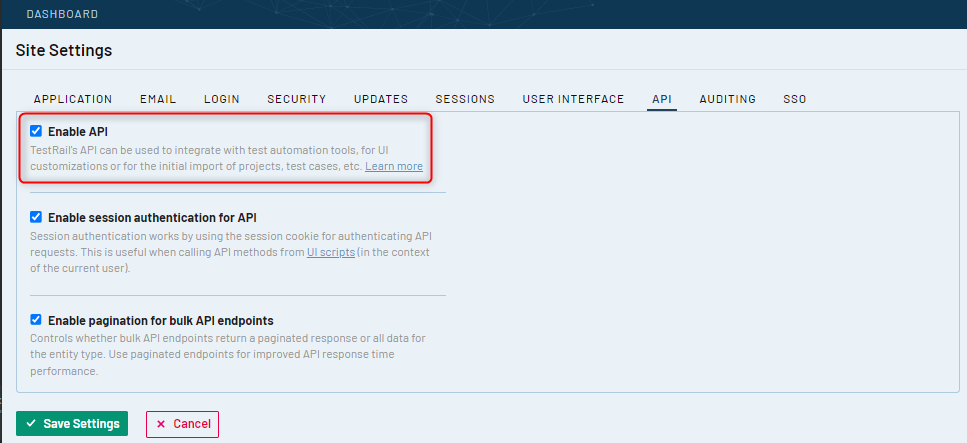 DASHBOARD
Site Settings
APPLICATION EMAIL LOGIN SECURITY UPDATES SESSIONS USER INTERFACE API AUDITING SSO
Enable API
TestRail's API can be used to integrate with test automation tools, for UI
customizations or for the initial import of projects, test cases, etc. Learn more
Enable session authentication for API
Session authentication works by using the session cookie for authenticating API
requests. This is useful when calling API methods from UI scripts (in the context
of the current user).
Enable pagination for bulk API endpoints
Controls whether bulk API endpoints return a paginated response or all data for
the entity type. Use paginated endpoints for improved API response time
performance.
Save Settings Cancel